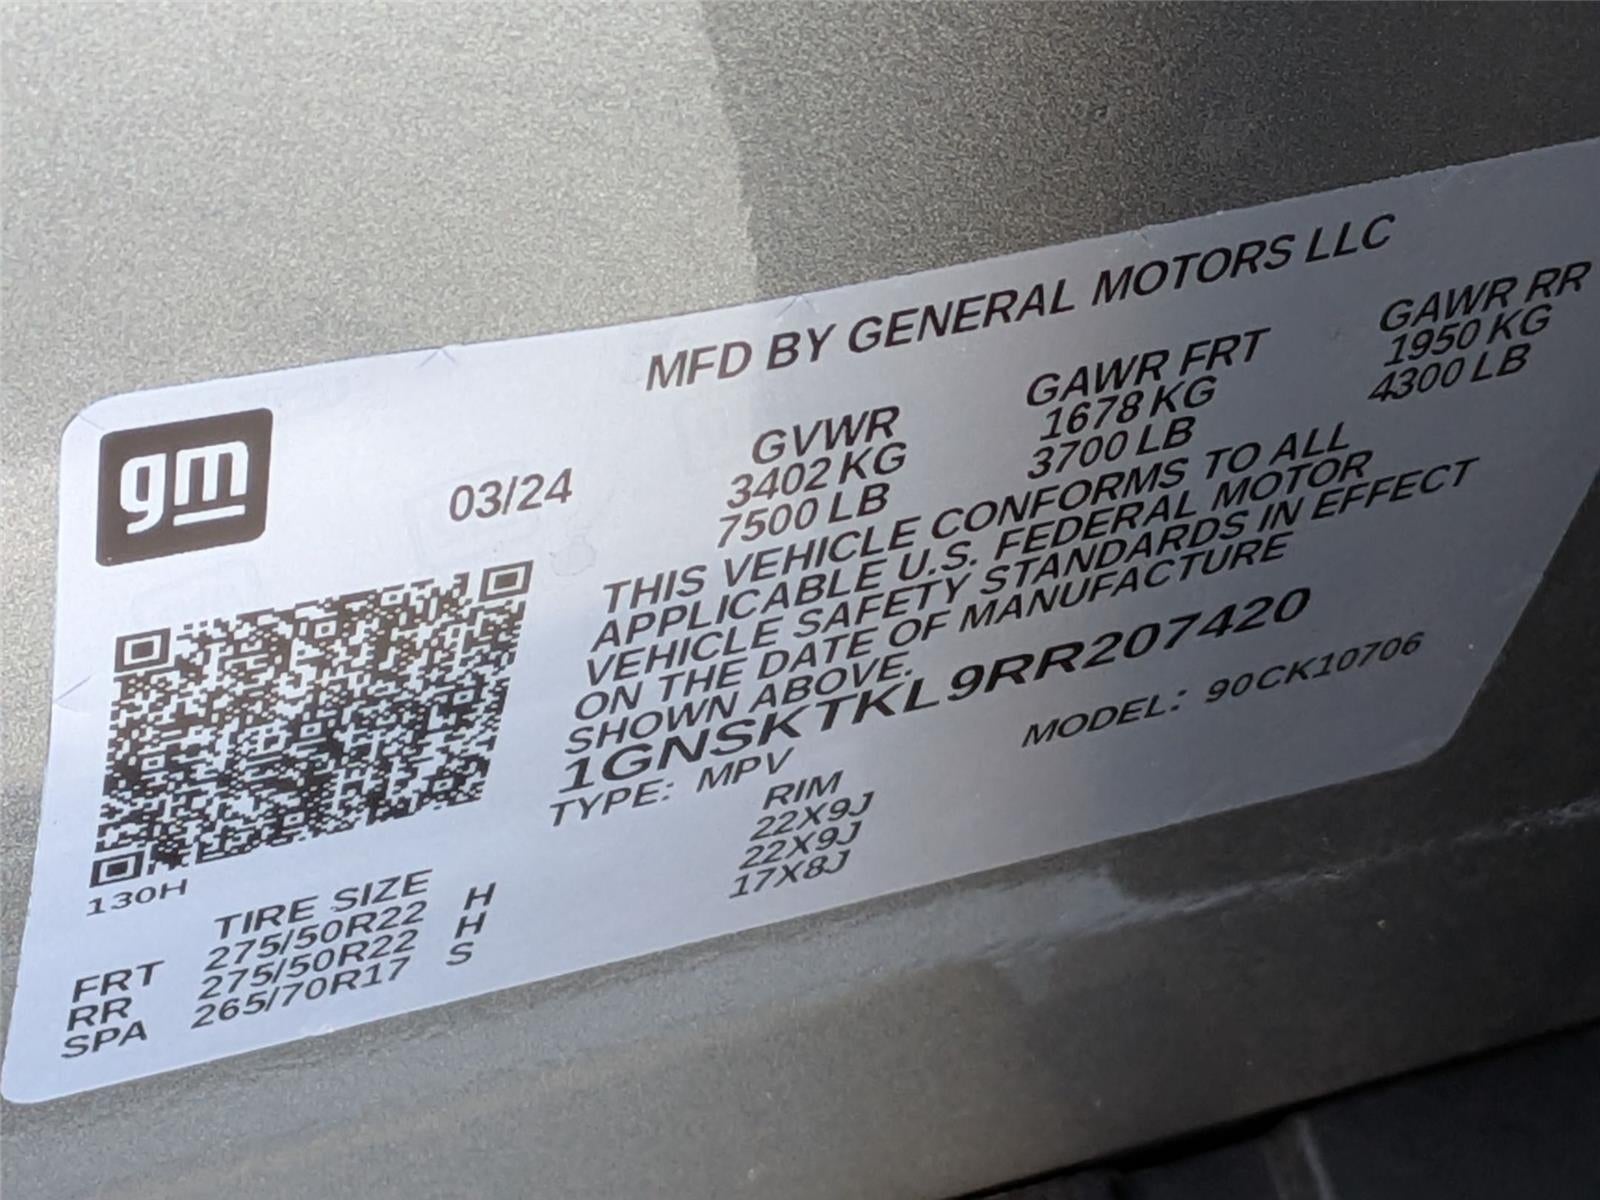 MFD BY GENERAL MOTORS LLC
gm
03/24
GVWR GAWR FRT GAWR RR
3402 KG 1678 KG 1950 KG
7500 LB 3700 LB 4300 LB
THIS VEHICLE CONFORMS TO ALL
APPLICABLE U.S. FEDERAL MOTOR
VEHICLE SAFETY STANDARDS IN EFFECT
ON THE DATE OF MANUFACTURE
SHOWN ABOVE.
1GNSKTKL9RR207420
TYPE: MPV MODEL: 90CK10706
130H
TIRE SIZE RIM
FRT 275/50R22 H 22X9J
RR 275/50R22 H 22X9J
SPA 265/70R17 S 17X8J